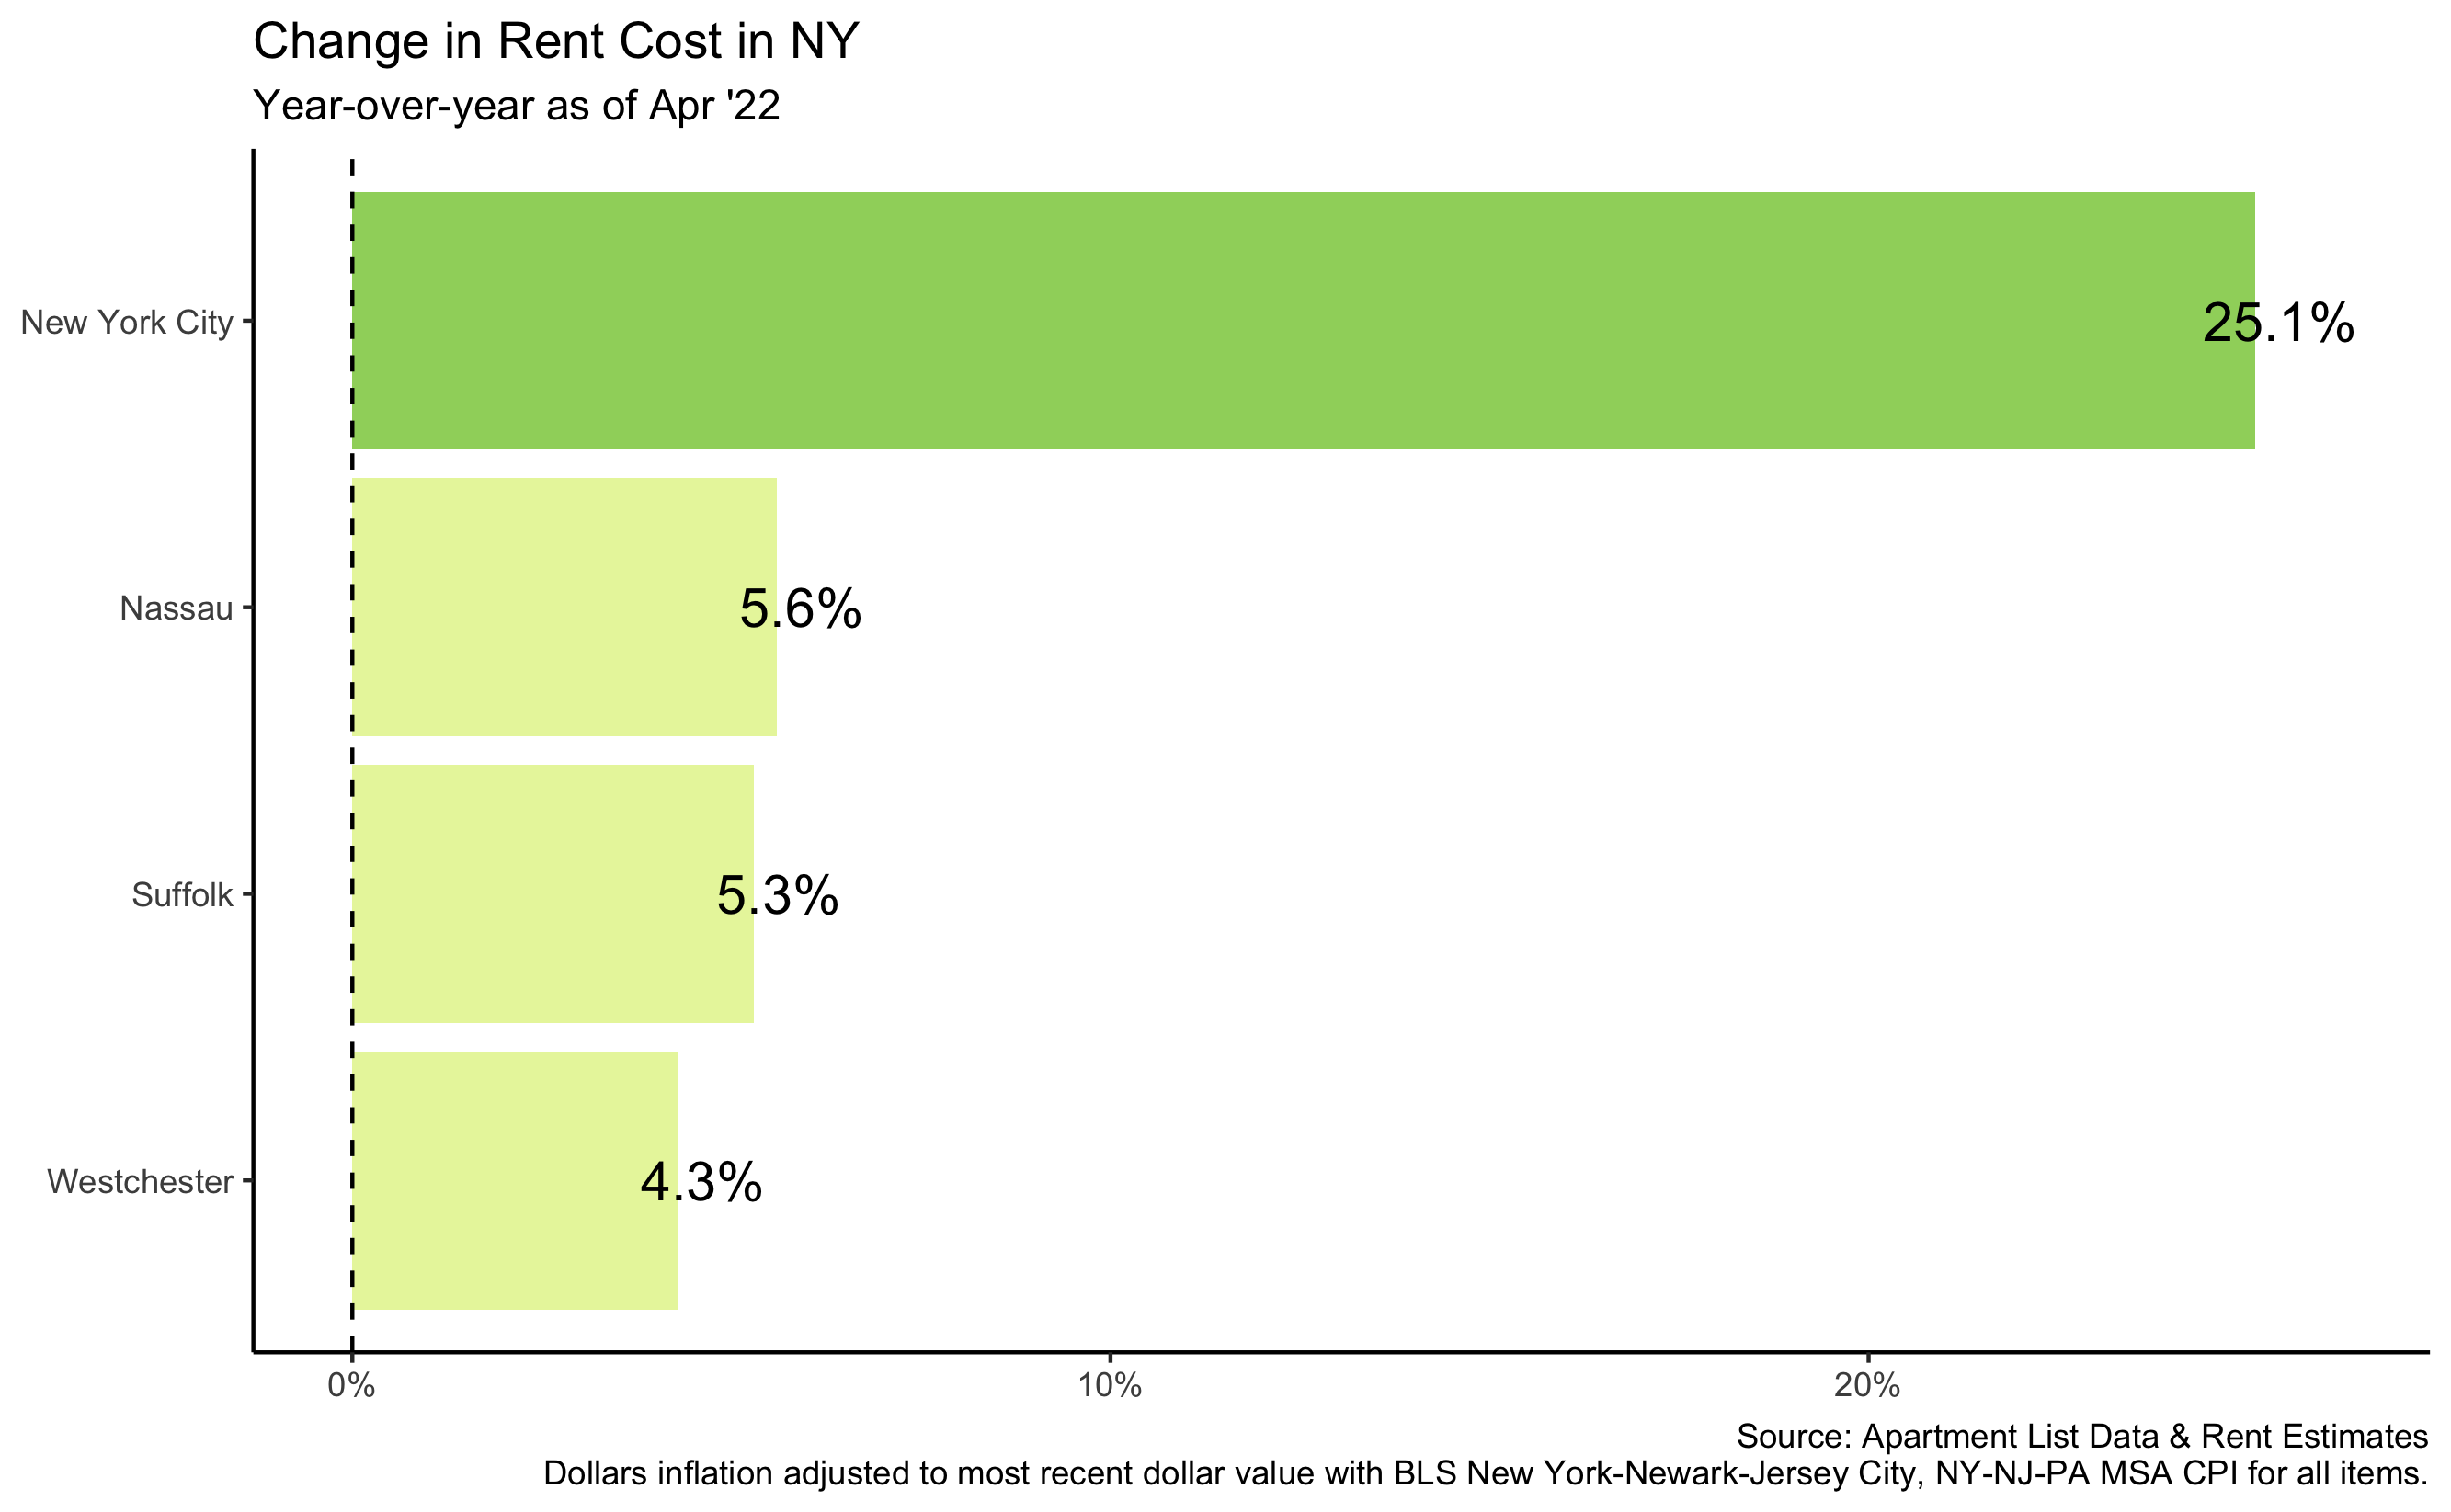 Change in Rent Cost in NY
Year-over-year as of Apr '22
New York City
25.1%
Nassau
5.6%
Suffolk
5.3%
Westchester
4.3%
0%
10%
20%
Source: Apartment List Data & Rent Estimates
Dollars inflation adjusted to most recent dollar value with BLS New York-Newark-Jersey City, NY-NJ-PA MSA CPI for all items.